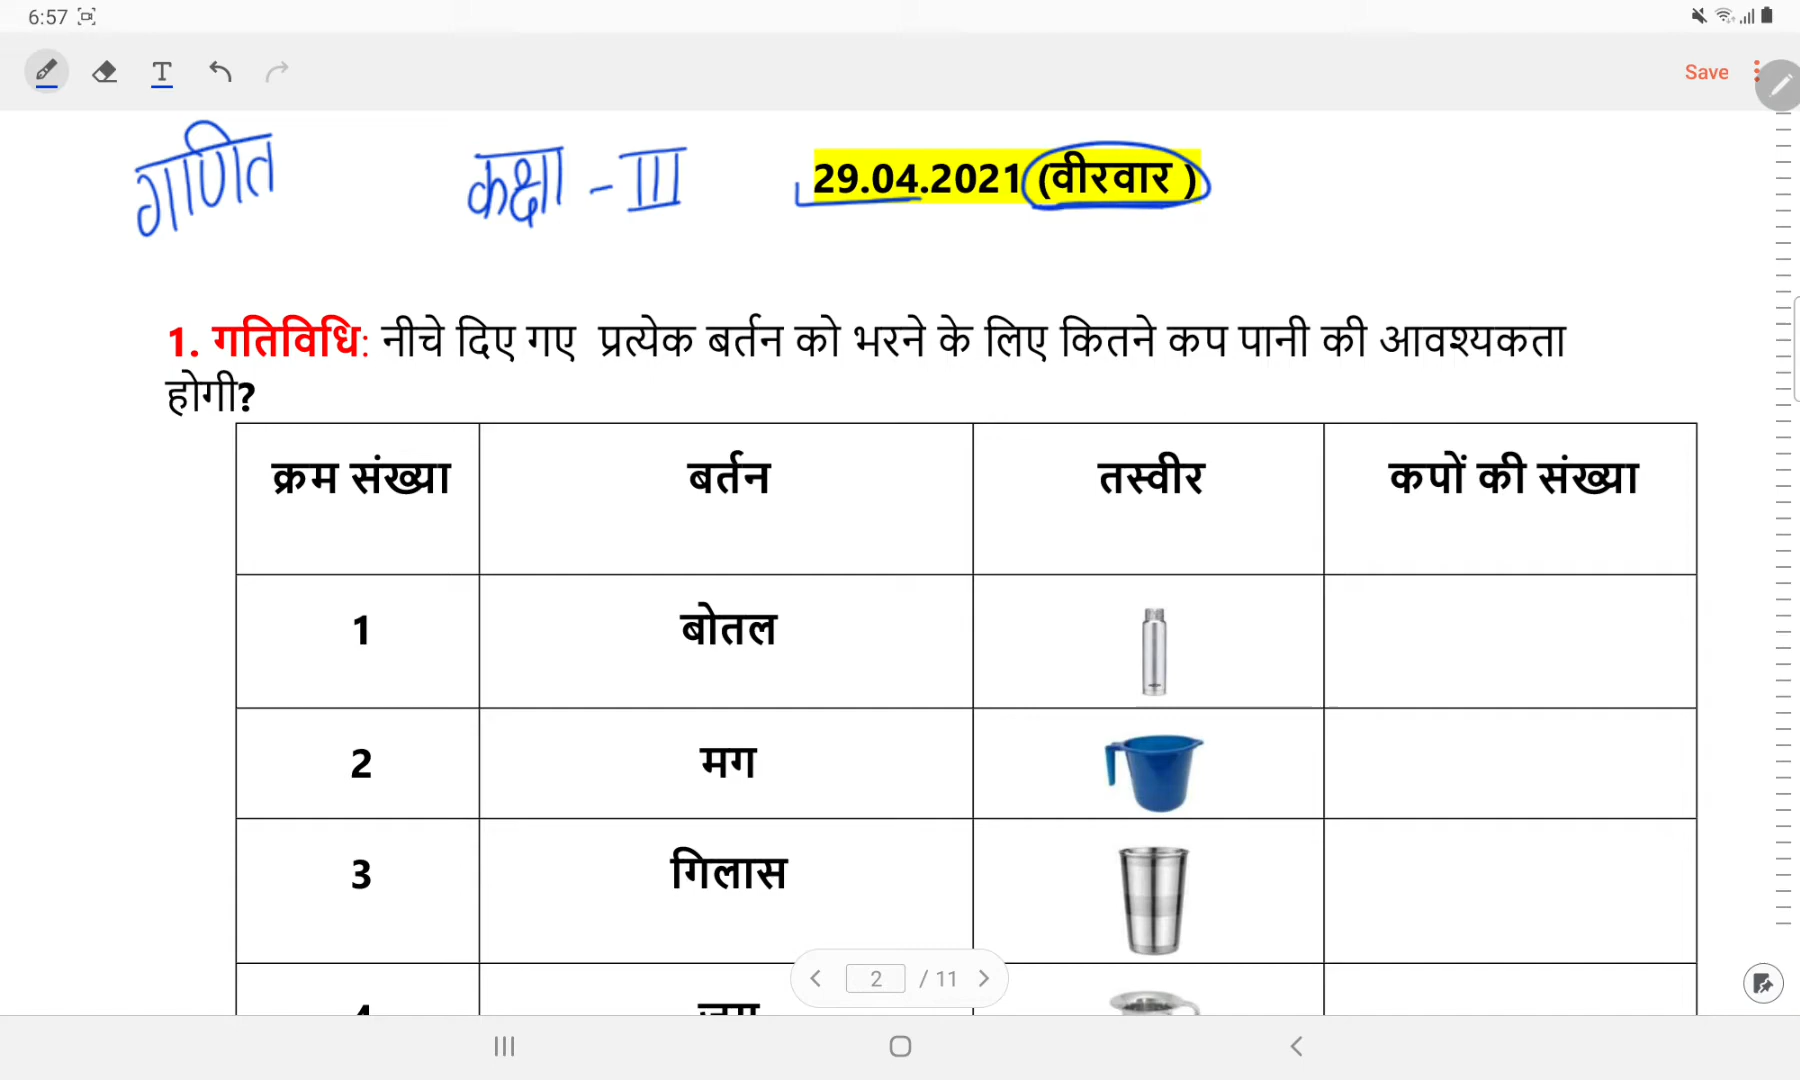 6:57
Save
गणित कक्षा - III 29.04.2021 (वीरवार )
1. गतिविधि: नीचे दिए गए प्रत्येक बर्तन को भरने के लिए कितने कप पानी की आवश्यकता
होगी?
क्रम संख्या बर्तन तस्वीर कपों की संख्या
1 बोतल
2 मग
3 गिलास
2 / 11